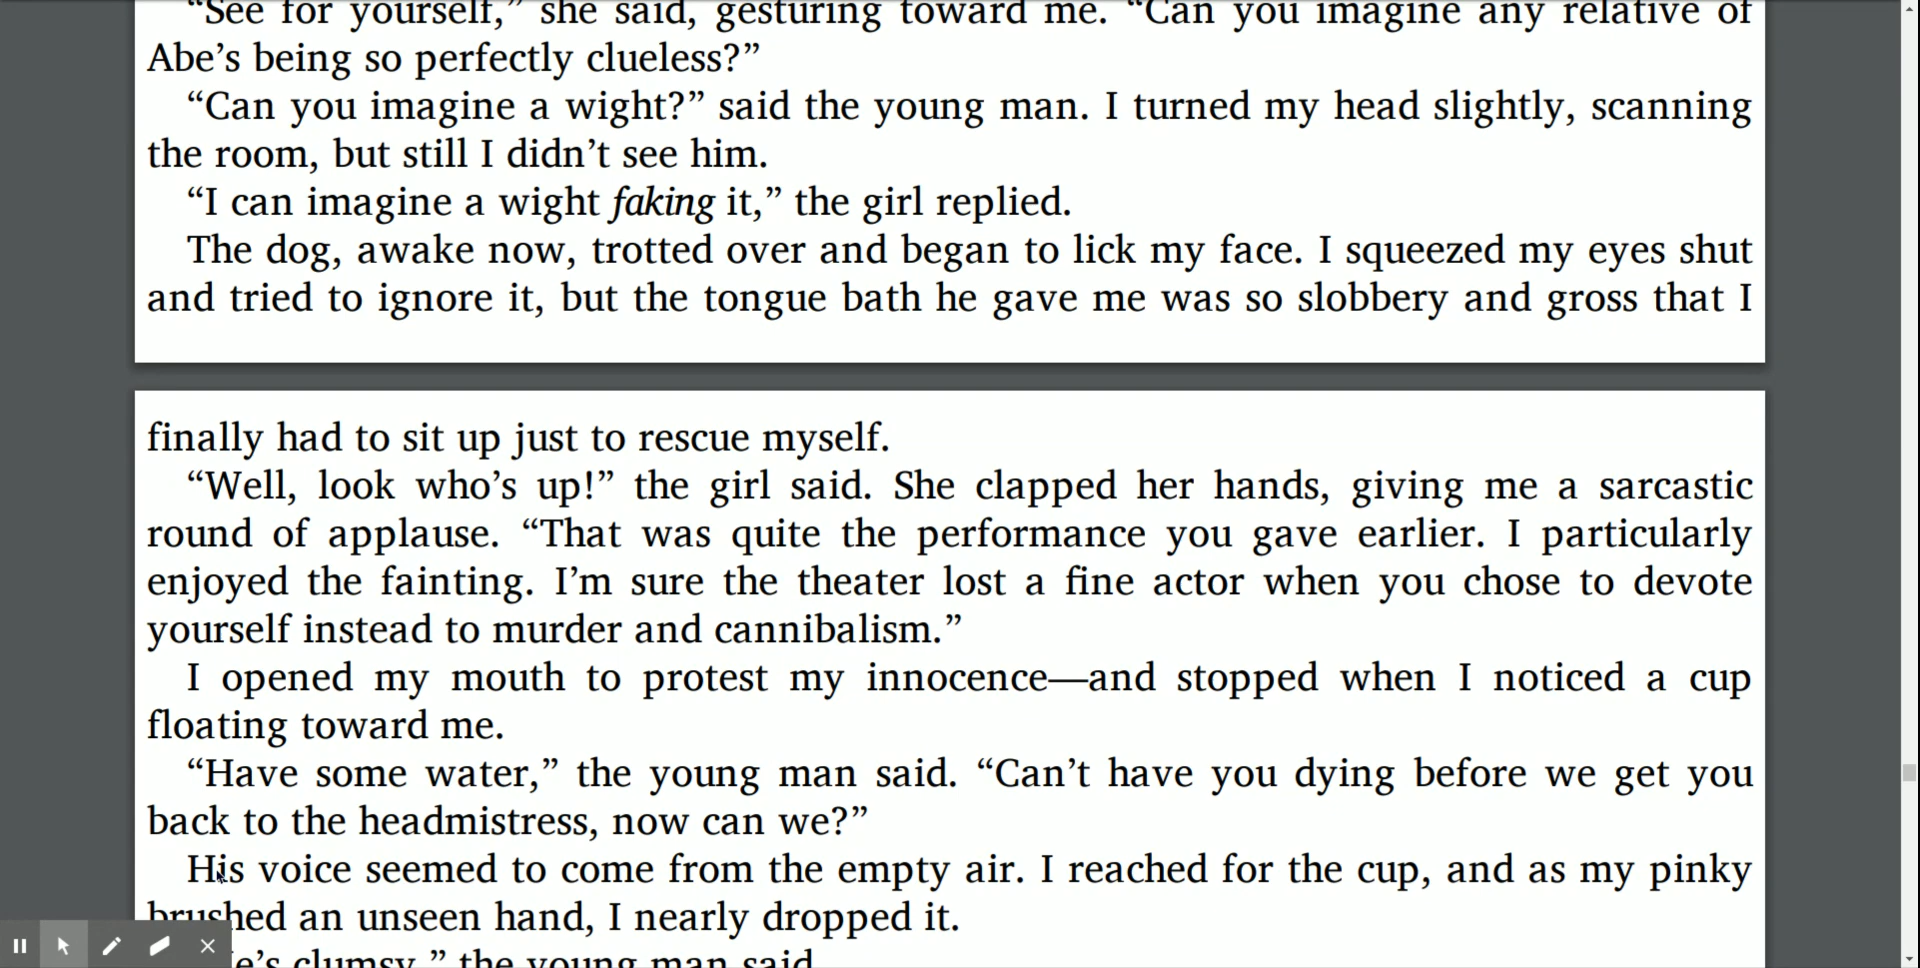 “See for yourself,” she said, gesturing toward me. “Can you imagine any relative of
Abe’s being so perfectly clueless?”
“Can you imagine a wight?” said the young man. I turned my head slightly, scanning
the room, but still I didn’t see him.
“I can imagine a wight faking it,” the girl replied.
The dog, awake now, trotted over and began to lick my face. I squeezed my eyes shut
and tried to ignore it, but the tongue bath he gave me was so slobbery and gross that I
finally had to sit up just to rescue myself.
“Well, look who’s up!” the girl said. She clapped her hands, giving me a sarcastic
round of applause. “That was quite the performance you gave earlier. I particularly
enjoyed the fainting. I’m sure the theater lost a fine actor when you chose to devote
yourself instead to murder and cannibalism.”
I opened my mouth to protest my innocence—and stopped when I noticed a cup
floating toward me.
“Have some water,” the young man said. “Can’t have you dying before we get you
back to the headmistress, now can we?”
His voice seemed to come from the empty air. I reached for the cup, and as my pinky
brushed an unseen hand, I nearly dropped it.
e’s clumsy,” the young man said.